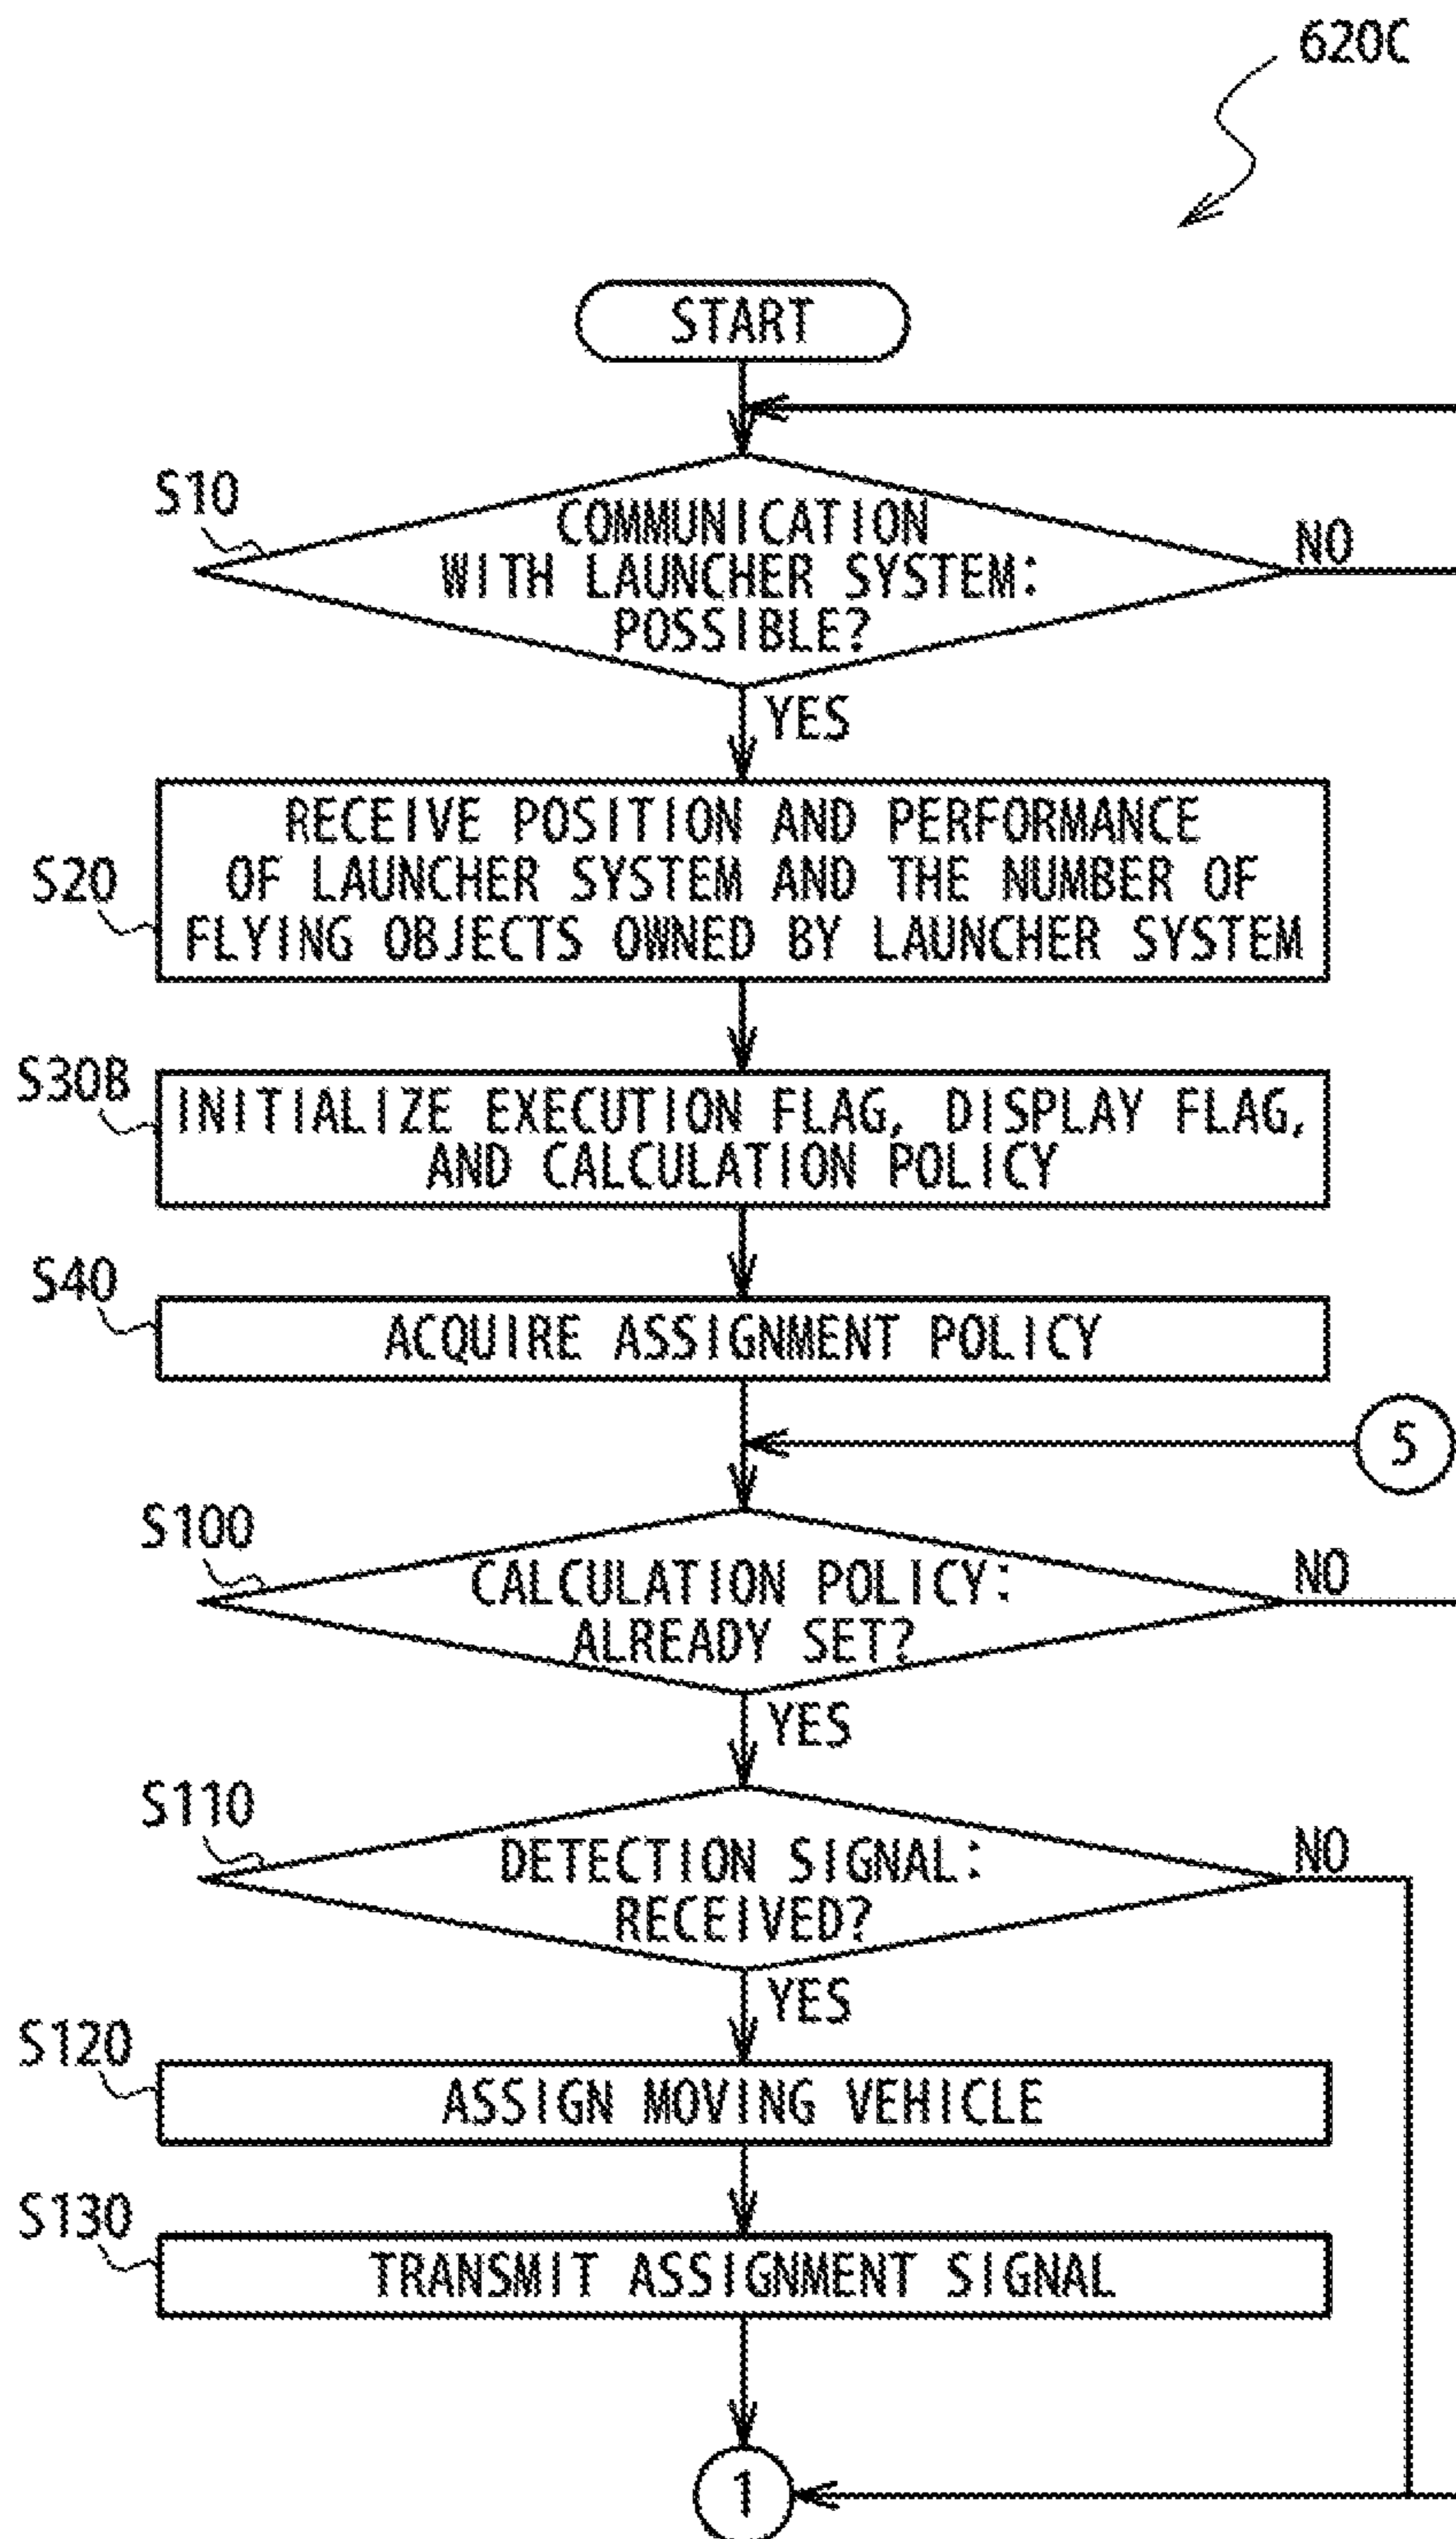 620C
START
S10
COMMUNICATION
WITH LAUNCHER SYSTEM:
POSSIBLE?
NO
YES
S20
RECEIVE POSITION AND PERFORMANCE
OF LAUNCHER SYSTEM AND THE NUMBER OF
FLYING OBJECTS OWNED BY LAUNCHER SYSTEM
S30B
INITIALIZE EXECUTION FLAG, DISPLAY FLAG,
AND CALCULATION POLICY
S40
ACQUIRE ASSIGNMENT POLICY
5
S100
CALCULATION POLICY:
ALREADY SET?
NO
YES
S110
DETECTION SIGNAL:
RECEIVED?
NO
YES
S120
ASSIGN MOVING VEHICLE
S130
TRANSMIT ASSIGNMENT SIGNAL
1